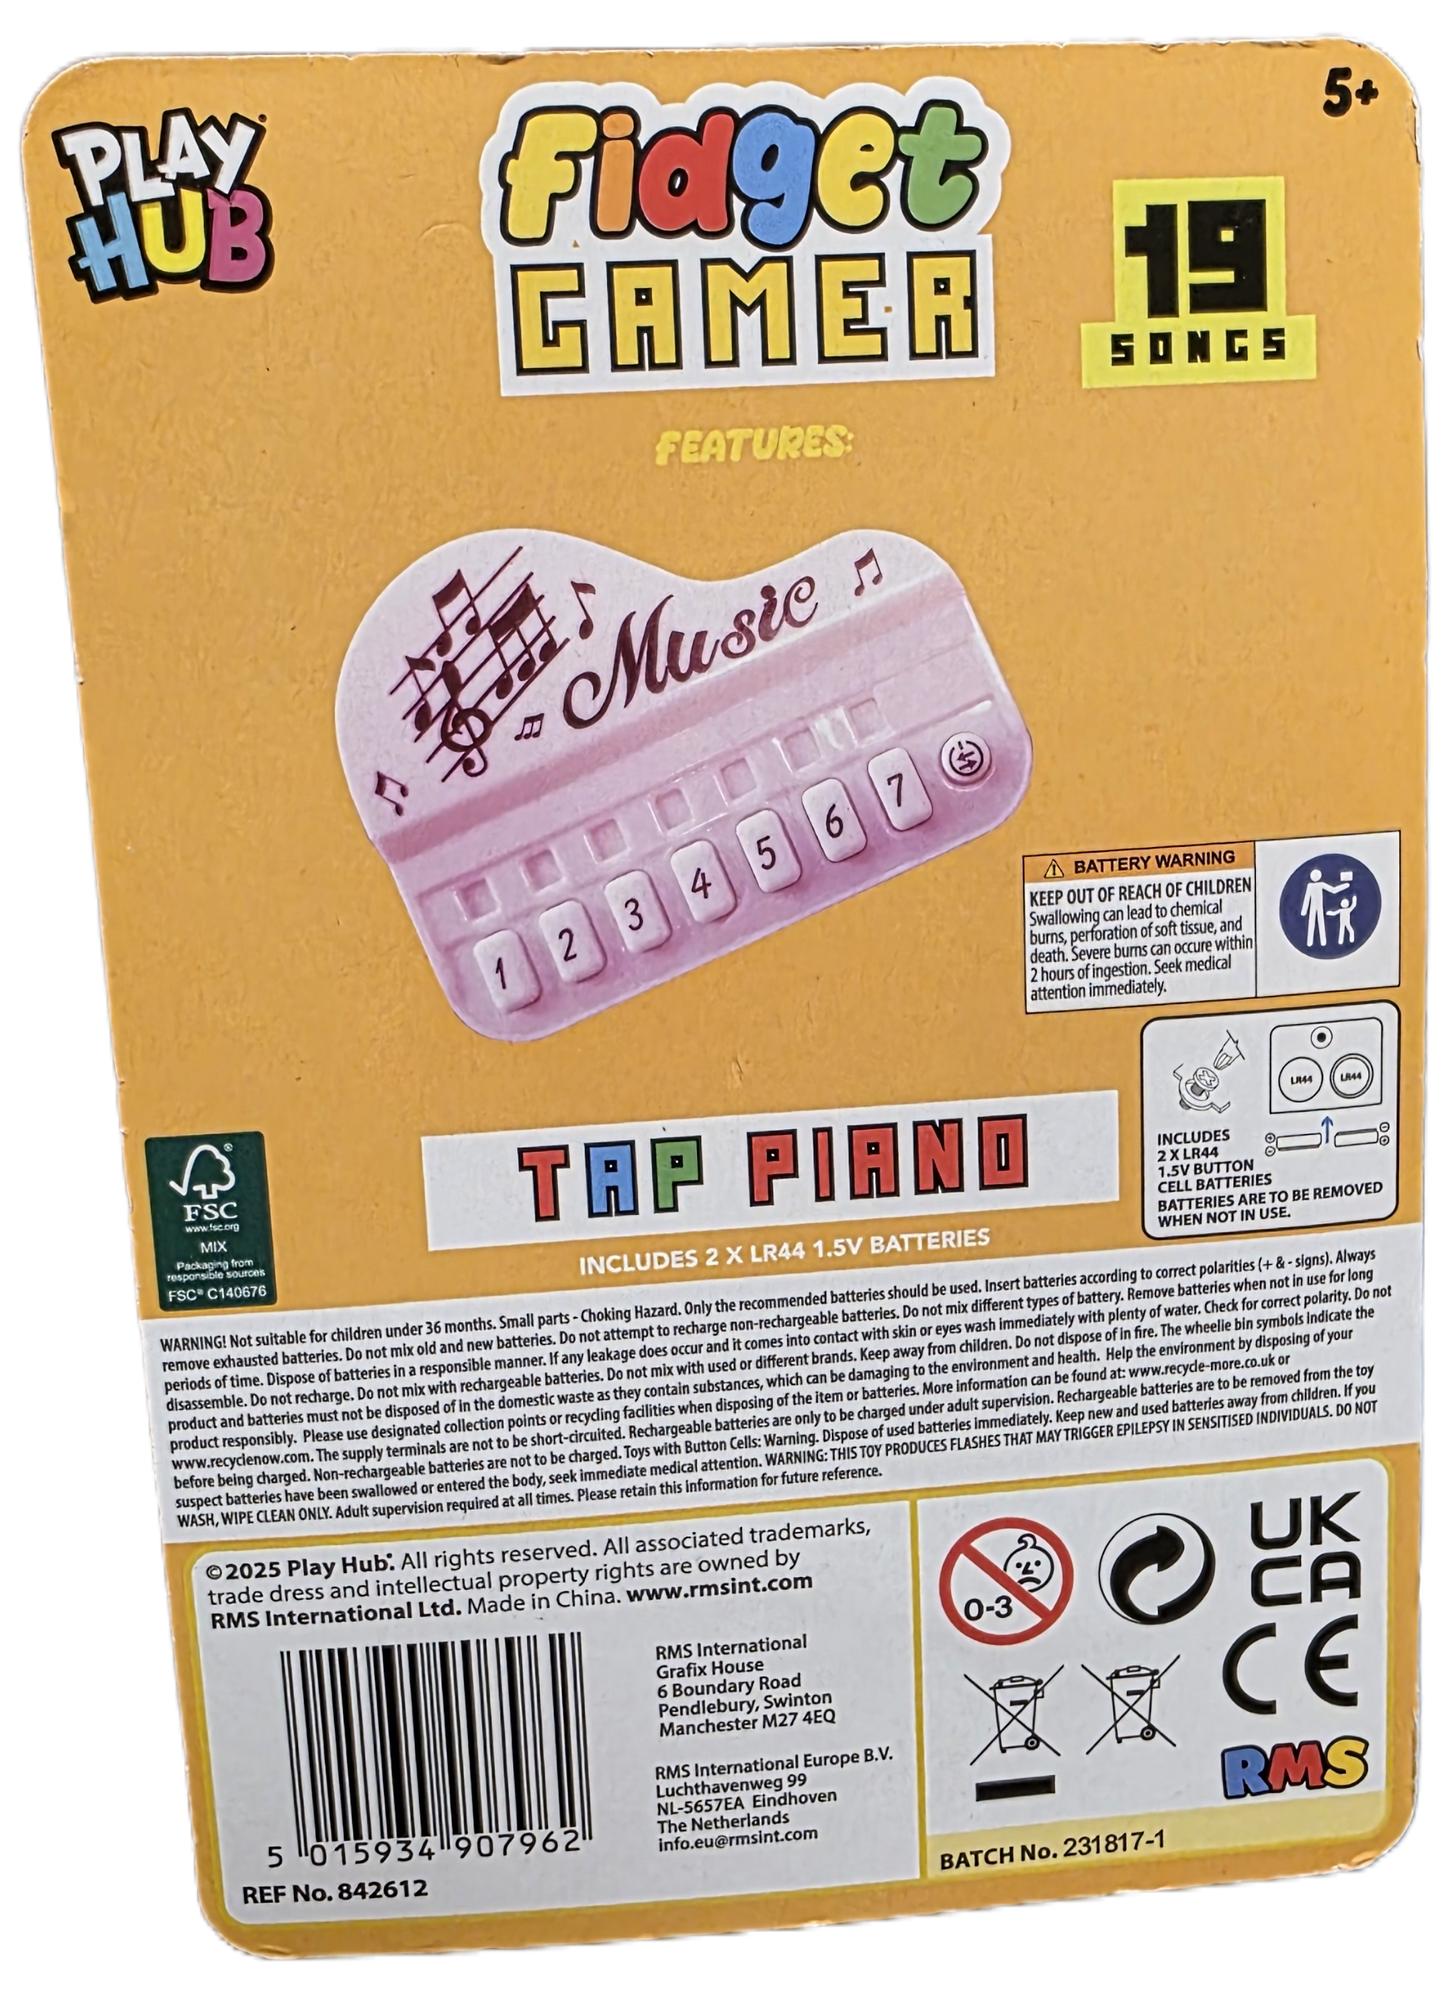 PLAY
HUB
Fidget
GAMER
5+
19
SONGS
FEATURES:
Music
1 2 3 4 5 6 7
BATTERY WARNING
KEEP OUT OF REACH OF CHILDREN
Swallowing can lead to chemical
burns, perforation of soft tissue, and
death. Severe burns can occure within
2 hours of ingestion. Seek medical
attention immediately.
LR44 LR44
INCLUDES
2 X LR44
1.5V BUTTON
CELL BATTERIES
BATTERIES ARE TO BE REMOVED
WHEN NOT IN USE.
FSC
www.fsc.org
MIX
Packaging from
responsible sources
FSC® C140676
TAP PIANO
INCLUDES 2 X LR44 1.5V BATTERIES
WARNING! Not suitable for children under 36 months. Small parts - Choking Hazard. Only the recommended batteries should be used. Insert batteries according to correct polarities (+ & - signs). Always
remove exhausted batteries. Do not mix old and new batteries. Do not attempt to recharge non-rechargeable batteries. Do not mix different types of battery. Remove batteries when not in use for long
periods of time. Dispose of batteries in a responsible manner. If any leakage does occur and it comes into contact with skin or eyes wash immediately with plenty of water. Check for correct polarity. Do not
disassemble. Do not recharge. Do not mix with rechargeable batteries. Do not mix with used or different brands. Keep away from children. Do not dispose of in fire. The wheelie bin symbols indicate the
product and batteries must not be disposed of in the domestic waste as they contain substances, which can be damaging to the environment and health. Help the environment by disposing of your
product responsibly. Please use designated collection points or recycling facilities when disposing of the item or batteries. More information can be found at: www.recycle-more.co.uk or
www.recyclenow.com. The supply terminals are not to be short-circuited. Rechargeable batteries are only to be charged under adult supervision. Rechargeable batteries are to be removed from the toy
before being charged. Non-rechargeable batteries are not to be charged. Toys with Button Cells: Warning. Dispose of used batteries immediately. Keep new and used batteries away from children. If you
suspect batteries have been swallowed or entered the body, seek immediate medical attention. WARNING: THIS TOY PRODUCES FLASHES THAT MAY TRIGGER EPILEPSY IN SENSITISED INDIVIDUALS. DO NOT
WASH, WIPE CLEAN ONLY. Adult supervision required at all times. Please retain this information for future reference.
©2025 Play Hub. All rights reserved. All associated trademarks,
trade dress and intellectual property rights are owned by
RMS International Ltd. Made in China. www.rmsint.com
5 015934 907962
REF No. 842612
RMS International
Grafix House
6 Boundary Road
Pendlebury, Swinton
Manchester M27 4EQ
RMS International Europe B.V.
Luchthavenweg 99
NL-5657EA Eindhoven
The Netherlands
info.eu@rmsint.com
0-3
UK
CA
CE
RMS
BATCH No. 231817-1